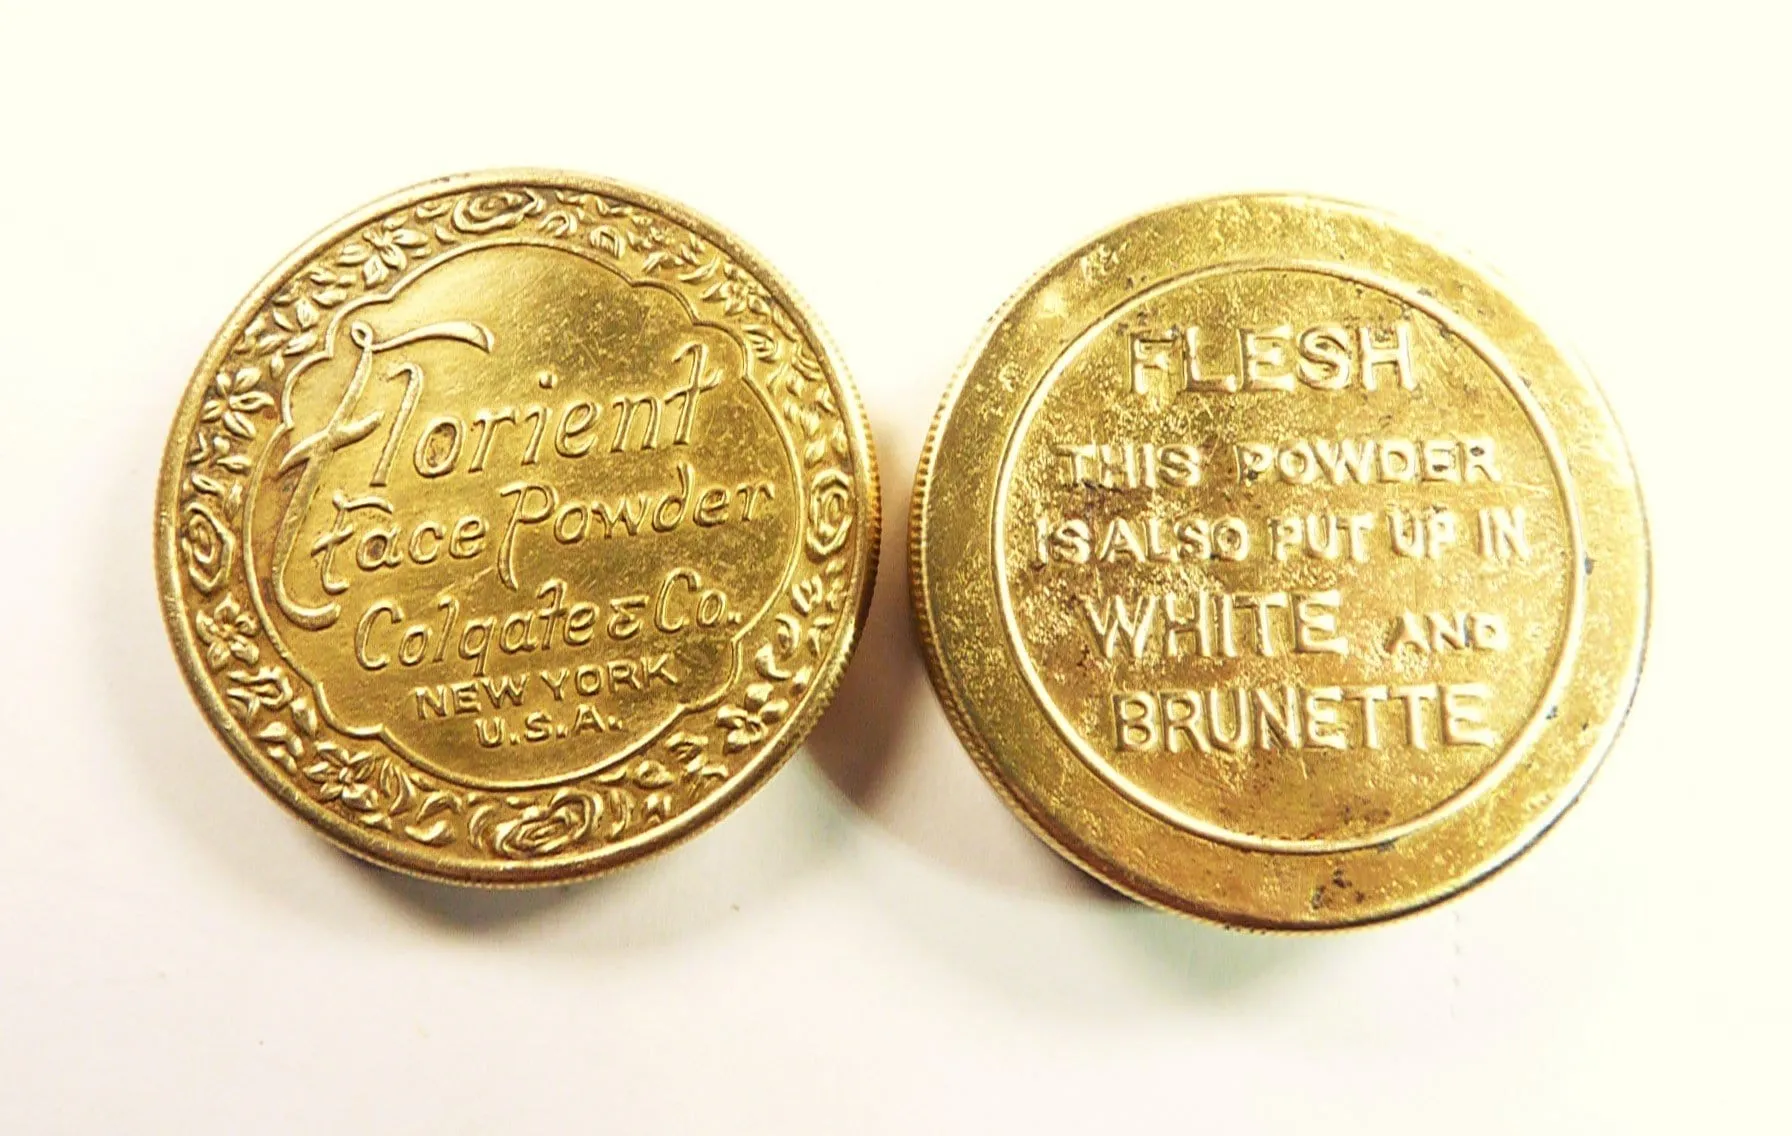 Florient
Face Powder
Colgate & Co.
NEW YORK
U.S.A.
FLESH
THIS POWDER
IS ALSO PUT UP IN
WHITE AND
BRUNETTE